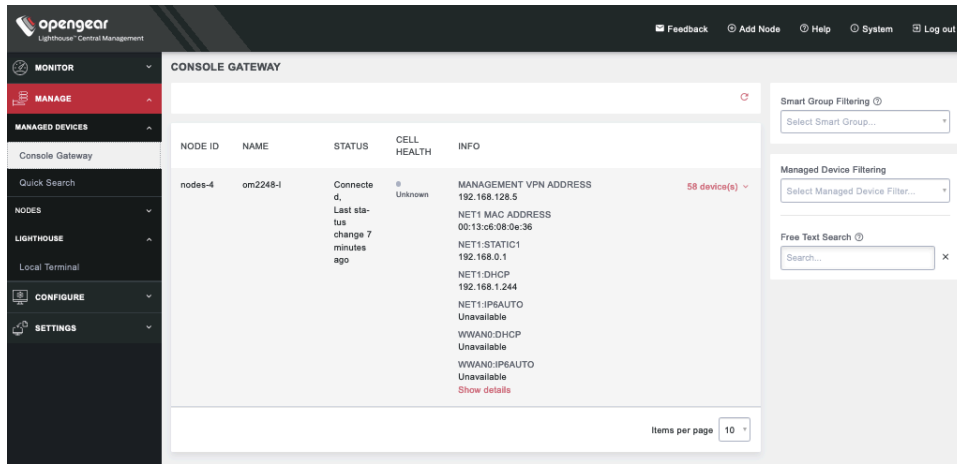 opengear
Lighthouse™ Central Management
Feedback
Add Node
Help
System
Log out
MONITOR
MANAGE
MANAGED DEVICES
Console Gateway
Quick Search
NODES
LIGHTHOUSE
Local Terminal
CONFIGURE
SETTINGS
CONSOLE GATEWAY
NODE ID
NAME
STATUS
CELL
HEALTH
INFO
nodes-4
om2248-l
Connecte
d,
Last sta-
tus
change 7
minutes
ago
Unknown
MANAGEMENT VPN ADDRESS
192.168.128.5
NET1 MAC ADDRESS
00:13:c6:08:0e:36
NET1:STATIC1
192.168.0.1
NET1:DHCP
192.168.1.244
NET1:IP6AUTO
Unavailable
WWAN0:DHCP
Unavailable
WWAN0:IP6AUTO
Unavailable
Show details
58 device(s)
Items per page 10
Smart Group Filtering
Select Smart Group...
Managed Device Filtering
Select Managed Device Filter...
Free Text Search
Search...